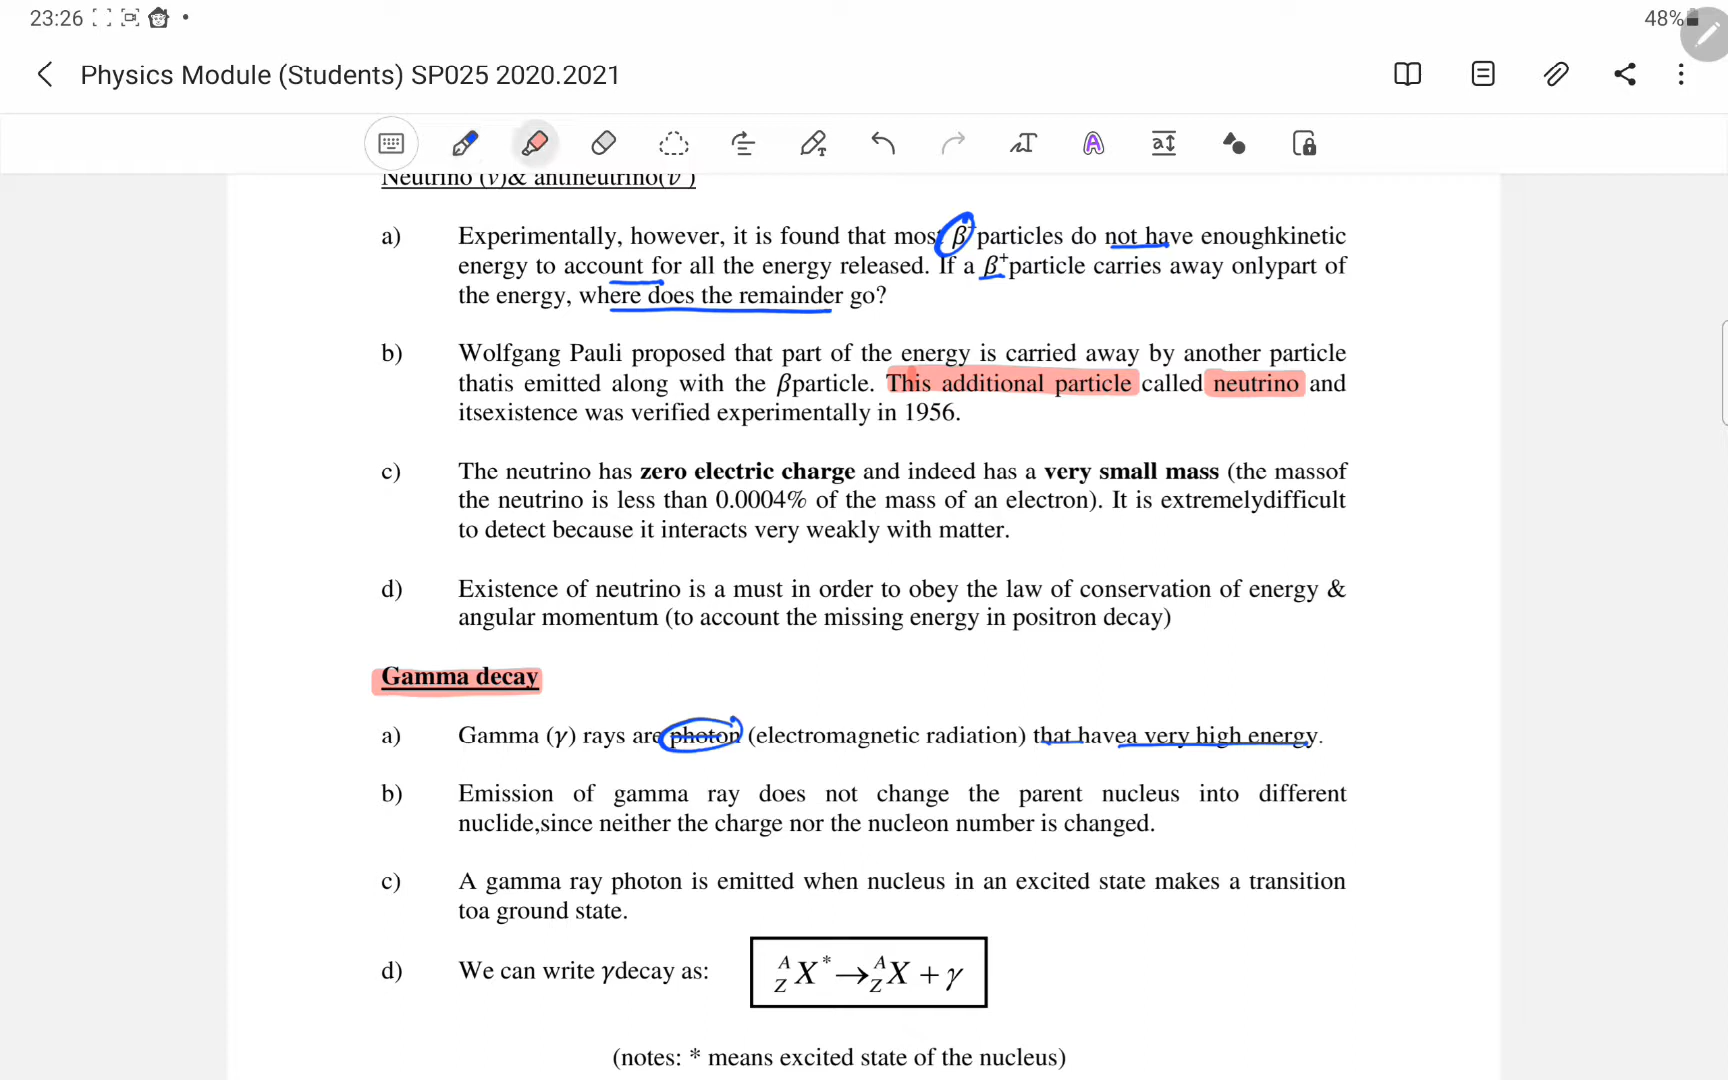 23:26
48%
Physics Module (Students) SP025 2020.2021
Neutrino (ν)& antineutrino(ν̄ )
a) Experimentally, however, it is found that most β⁺particles do not have enoughkinetic
energy to account for all the energy released. If a β⁺particle carries away onlypart of
the energy, where does the remainder go?
b) Wolfgang Pauli proposed that part of the energy is carried away by another particle
thatis emitted along with the βparticle. This additional particle called neutrino and
itsexistence was verified experimentally in 1956.
c) The neutrino has zero electric charge and indeed has a very small mass (the massof
the neutrino is less than 0.0004% of the mass of an electron). It is extremelydifficult
to detect because it interacts very weakly with matter.
d) Existence of neutrino is a must in order to obey the law of conservation of energy &
angular momentum (to account the missing energy in positron decay)
Gamma decay
a) Gamma (γ) rays are photon (electromagnetic radiation) that havea very high energy.
b) Emission of gamma ray does not change the parent nucleus into different
nuclide,since neither the charge nor the nucleon number is changed.
c) A gamma ray photon is emitted when nucleus in an excited state makes a transition
toa ground state.
d) We can write γdecay as: ᴬ_Z X* → ᴬ_Z X + γ
(notes: * means excited state of the nucleus)